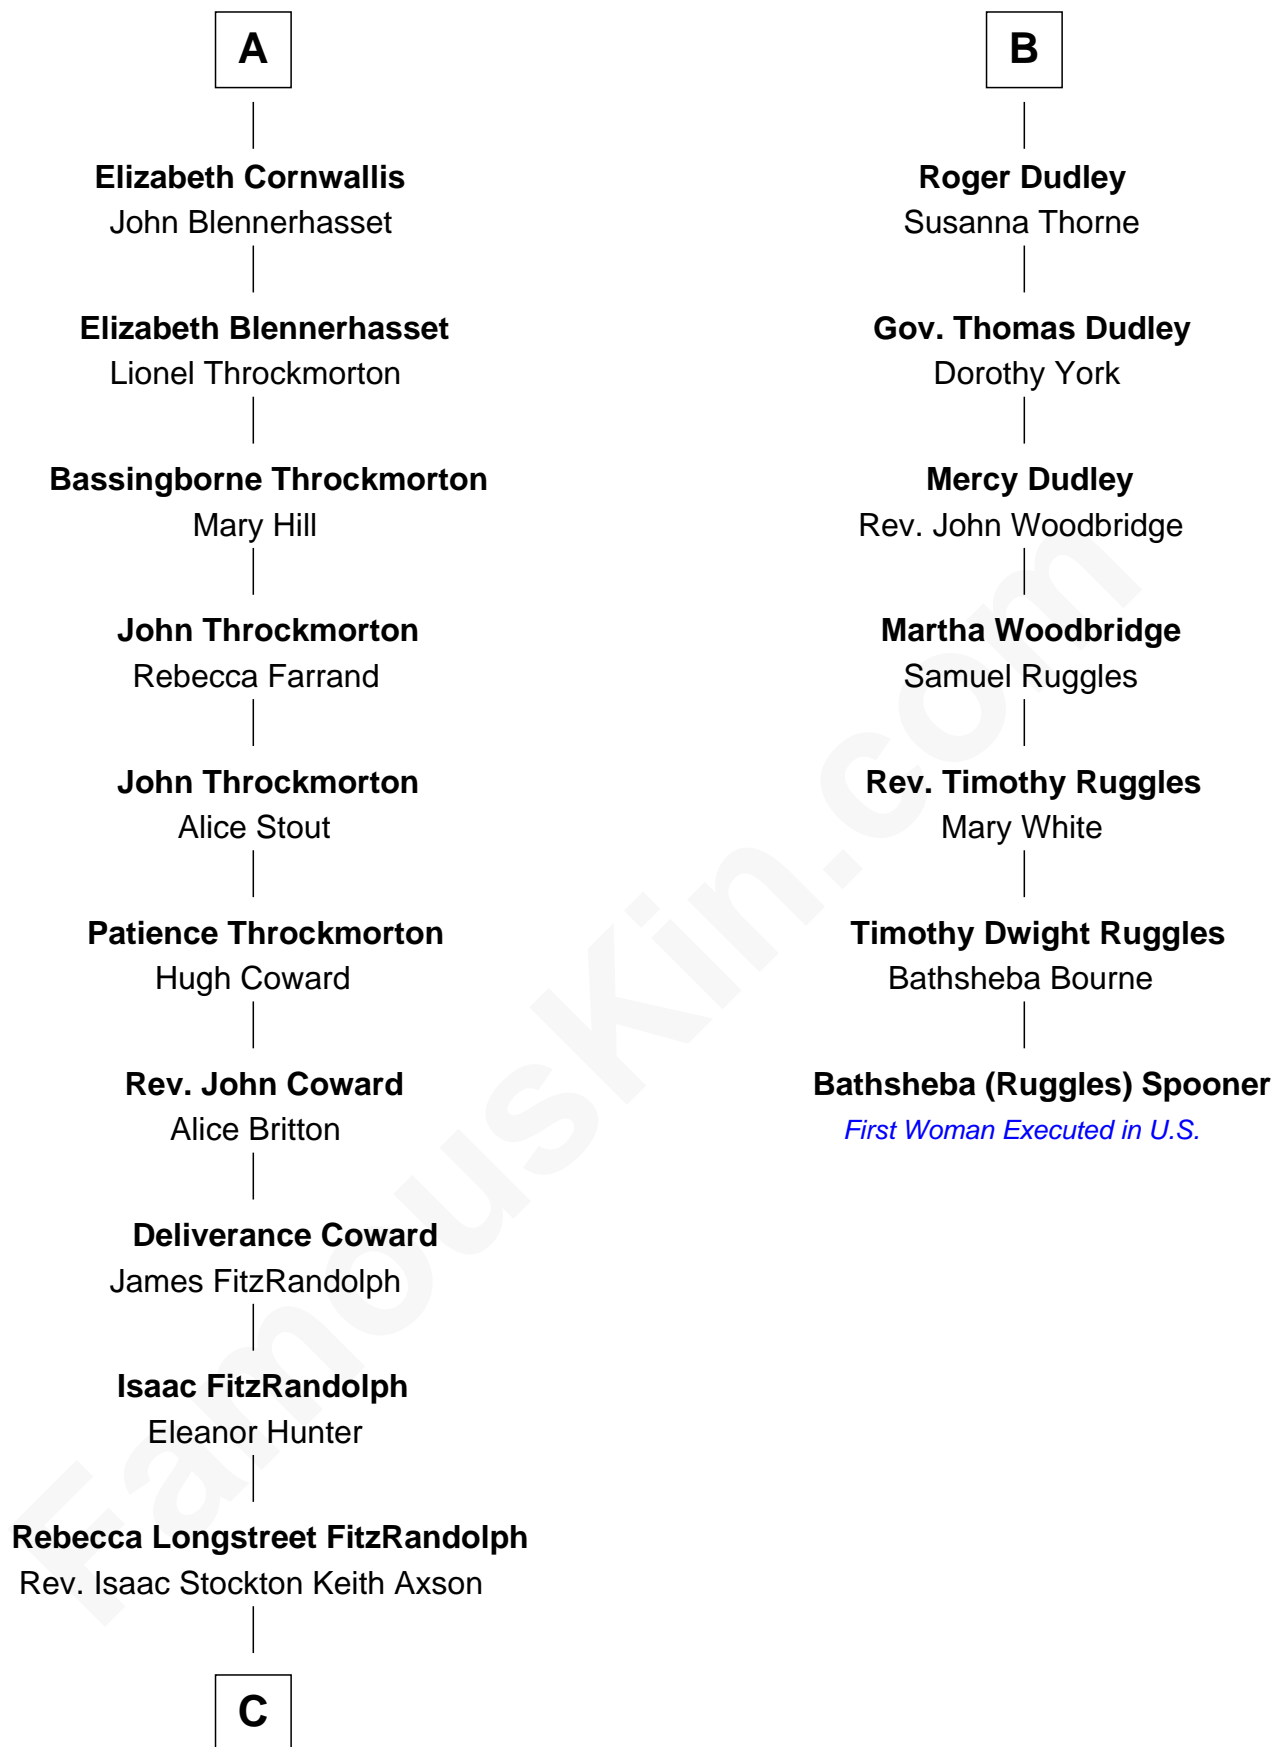 A
Elizabeth Cornwallis
John Blennerhasset
Elizabeth Blennerhasset
Lionel Throckmorton
Bassingborne Throckmorton
Mary Hill
John Throckmorton
Rebecca Farrand
John Throckmorton
Alice Stout
Patience Throckmorton
Hugh Coward
Rev. John Coward
Alice Britton
Deliverance Coward
James FitzRandolph
Isaac FitzRandolph
Eleanor Hunter
Rebecca Longstreet FitzRandolph
Rev. Isaac Stockton Keith Axson
C
B
Roger Dudley
Susanna Thorne
Gov. Thomas Dudley
Dorothy York
Mercy Dudley
Rev. John Woodbridge
Martha Woodbridge
Samuel Ruggles
Rev. Timothy Ruggles
Mary White
Timothy Dwight Ruggles
Bathsheba Bourne
Bathsheba (Ruggles) Spooner
First Woman Executed in U.S.
FamousKin.com